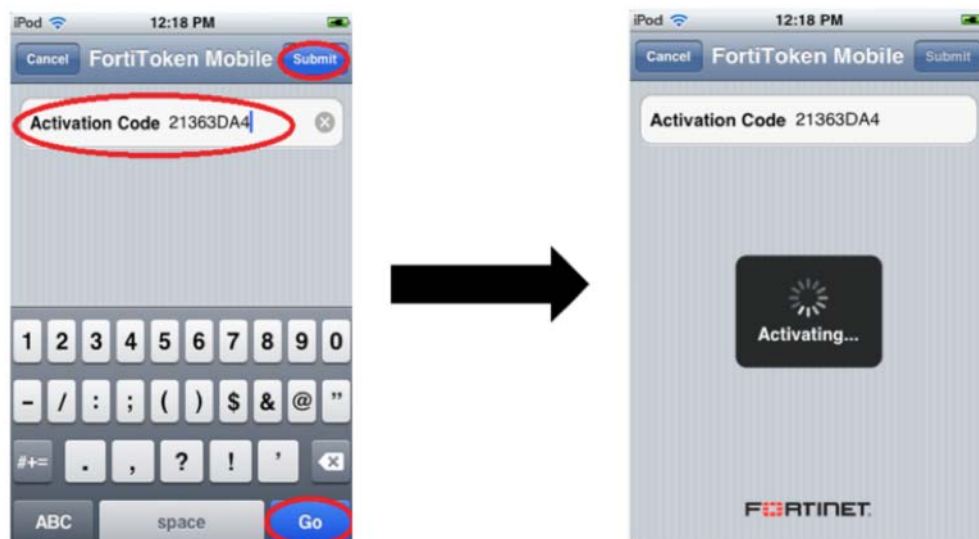 iPod 12:18 PM
Cancel FortiToken Mobile Submit
Activation Code 21363DA4
1 2 3 4 5 6 7 8 9 0
- / : ; ( ) $ & @ "
#+= . , ? ! '
ABC space Go
iPod 12:18 PM
Cancel FortiToken Mobile Submit
Activation Code 21363DA4
Activating...
FORTINET